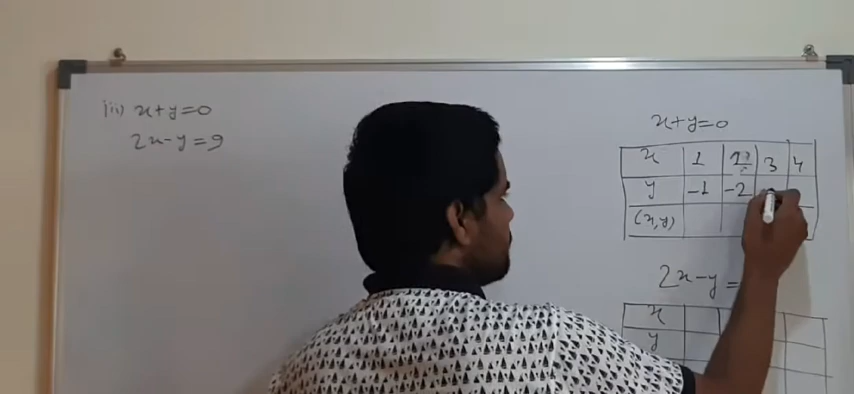 (ii) x+y=0
2x-y=9
x+y=0
x 1 2 3 4
y -1 -2
(x,y)
2x-y=
x
y